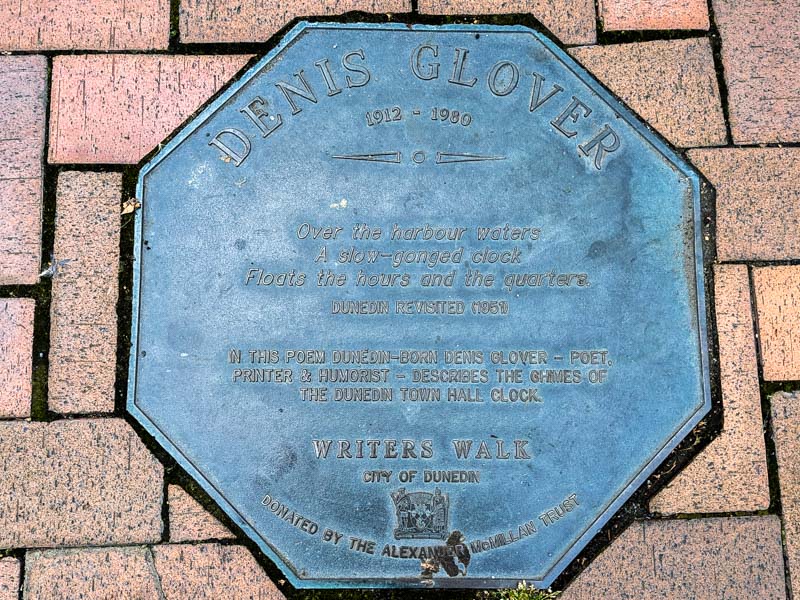 DENIS GLOVER
1912 - 1980
Over the harbour waters
A slow-gonged clock
Floats the hours and the quarters.
DUNEDIN REVISITED (1951)
IN THIS POEM DUNEDIN-BORN DENIS GLOVER - POET,
PRINTER & HUMORIST - DESCRIBES THE CHIMES OF
THE DUNEDIN TOWN HALL CLOCK.
WRITERS WALK
CITY OF DUNEDIN
DONATED BY THE ALEXANDER McMILLAN TRUST